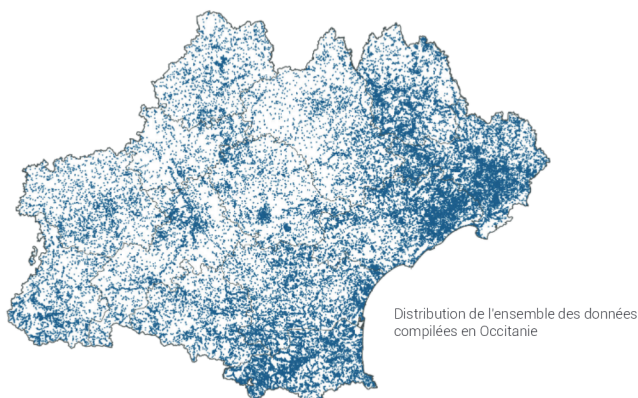 Distribution de l'ensemble des données
compilées en Occitanie